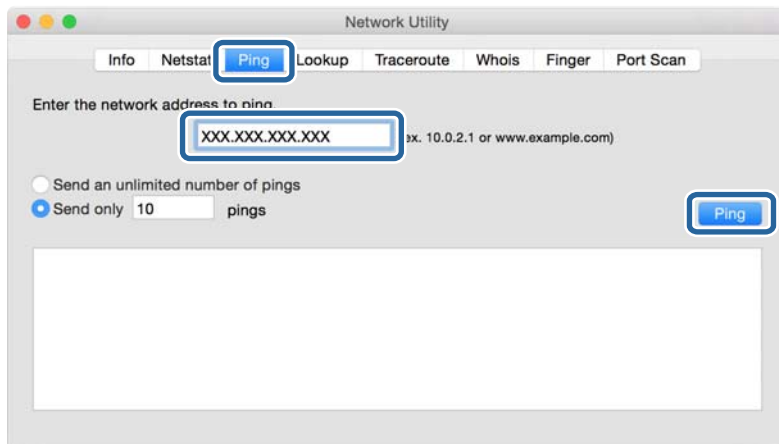 Network Utility
Info Netstat Ping Lookup Traceroute Whois Finger Port Scan
Enter the network address to ping.
XXX.XXX.XXX.XXX ex. 10.0.2.1 or www.example.com)
Send an unlimited number of pings
Send only 10 pings
Ping